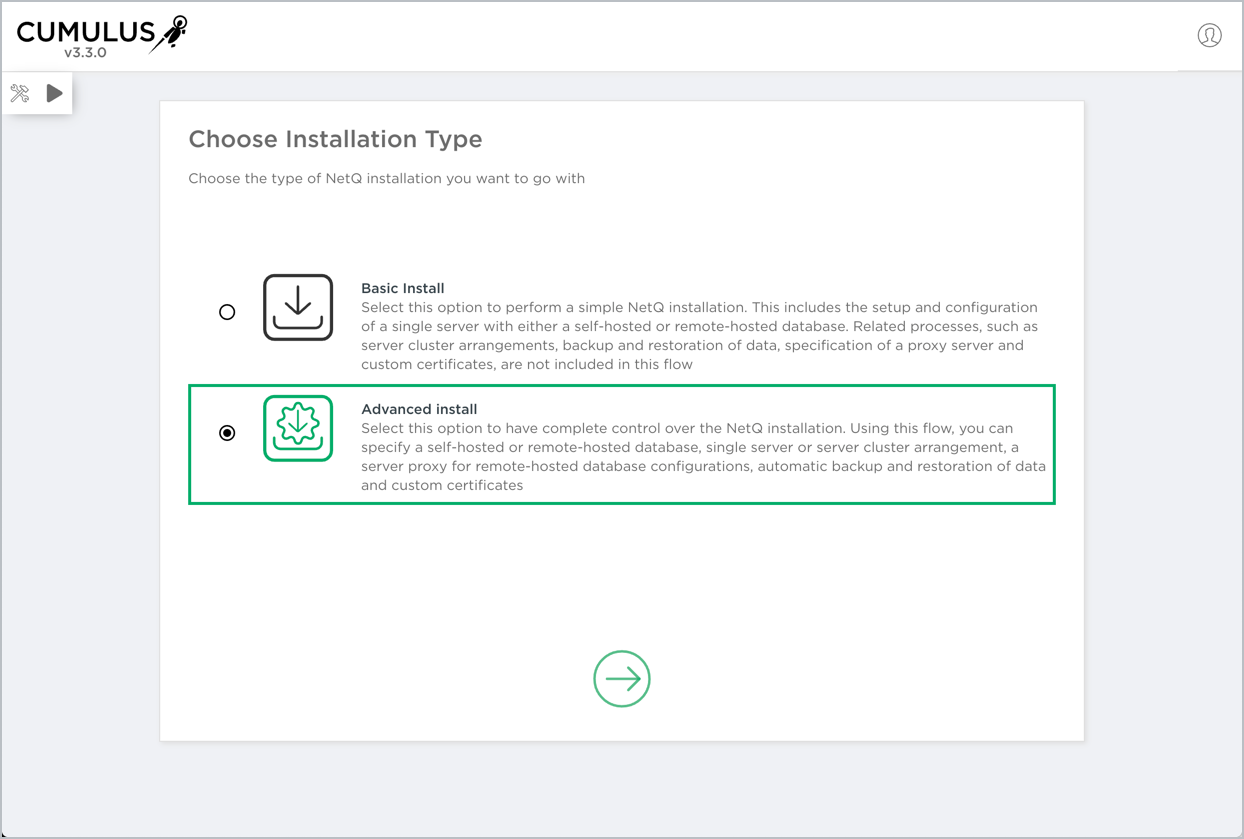 CUMULUS
v3.3.0
Choose Installation Type
Choose the type of NetQ installation you want to go with
Basic Install
Select this option to perform a simple NetQ installation. This includes the setup and configuration
of a single server with either a self-hosted or remote-hosted database. Related processes, such as
server cluster arrangements, backup and restoration of data, specification of a proxy server and
custom certificates, are not included in this flow
Advanced install
Select this option to have complete control over the NetQ installation. Using this flow, you can
specify a self-hosted or remote-hosted database, single server or server cluster arrangement, a
server proxy for remote-hosted database configurations, automatic backup and restoration of data
and custom certificates